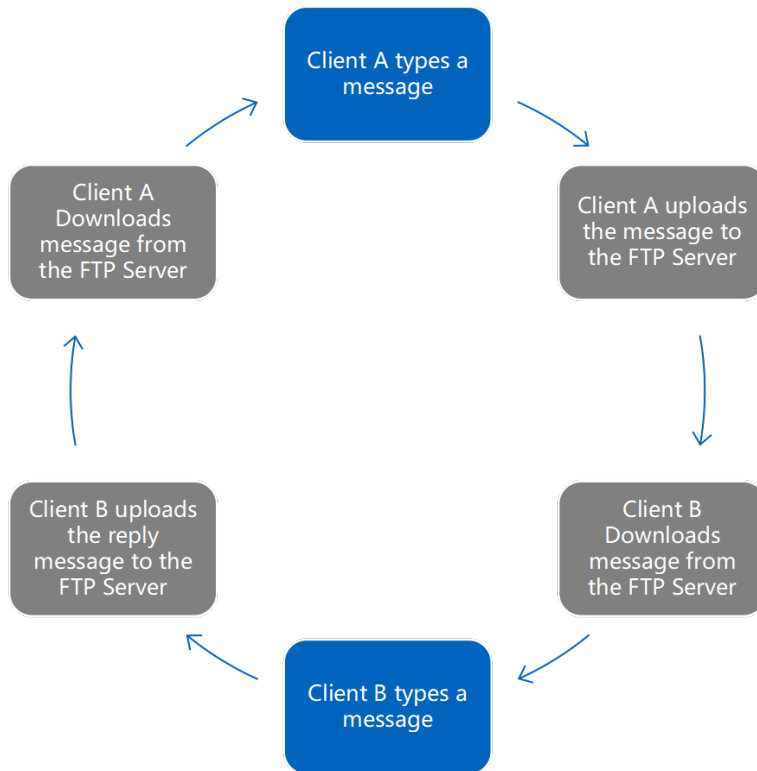 Client A types a
message
Client A uploads
the message to
the FTP Server
Client B
Downloads
message from
the FTP Server
Client B types a
message
Client B uploads
the reply
message to the
FTP Server
Client A
Downloads
message from
the FTP Server